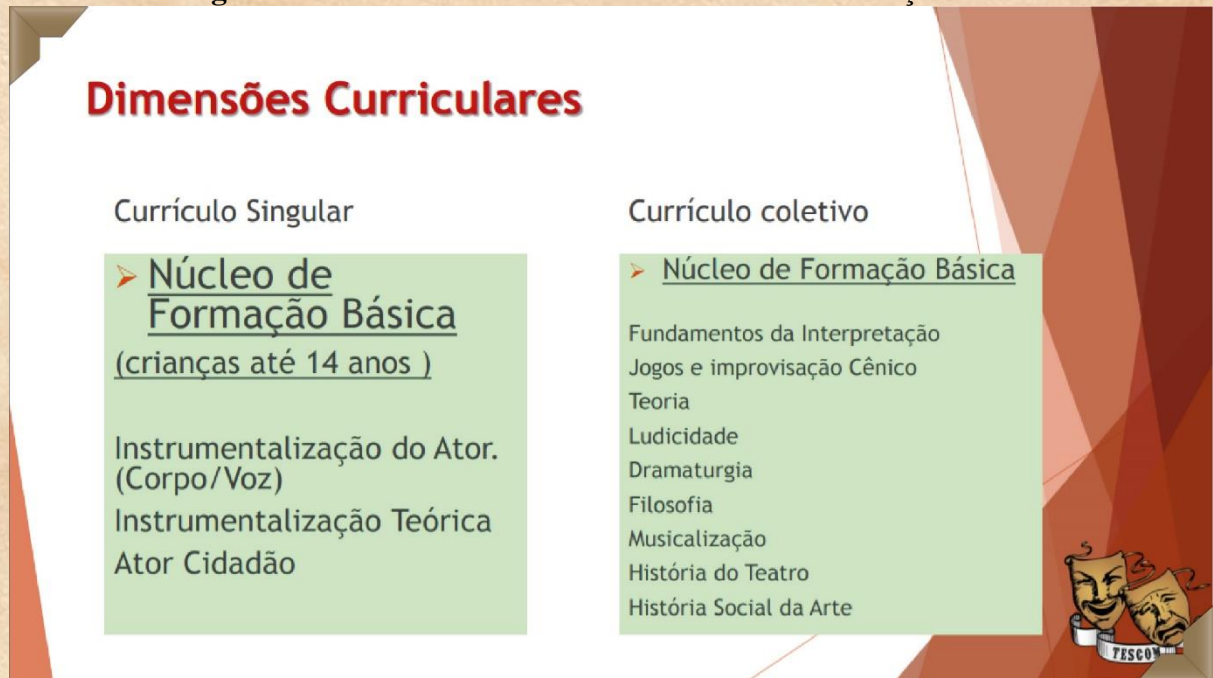 Dimensões Curriculares
Currículo Singular
➢ Núcleo de
Formação Básica
(crianças até 14 anos )
Instrumentalização do Ator.
(Corpo/Voz)
Instrumentalização Teórica
Ator Cidadão
Currículo coletivo
➢ Núcleo de Formação Básica
Fundamentos da Interpretação
Jogos e improvisação Cênico
Teoria
Ludicidade
Dramaturgia
Filosofia
Musicalização
História do Teatro
História Social da Arte
TESCOM